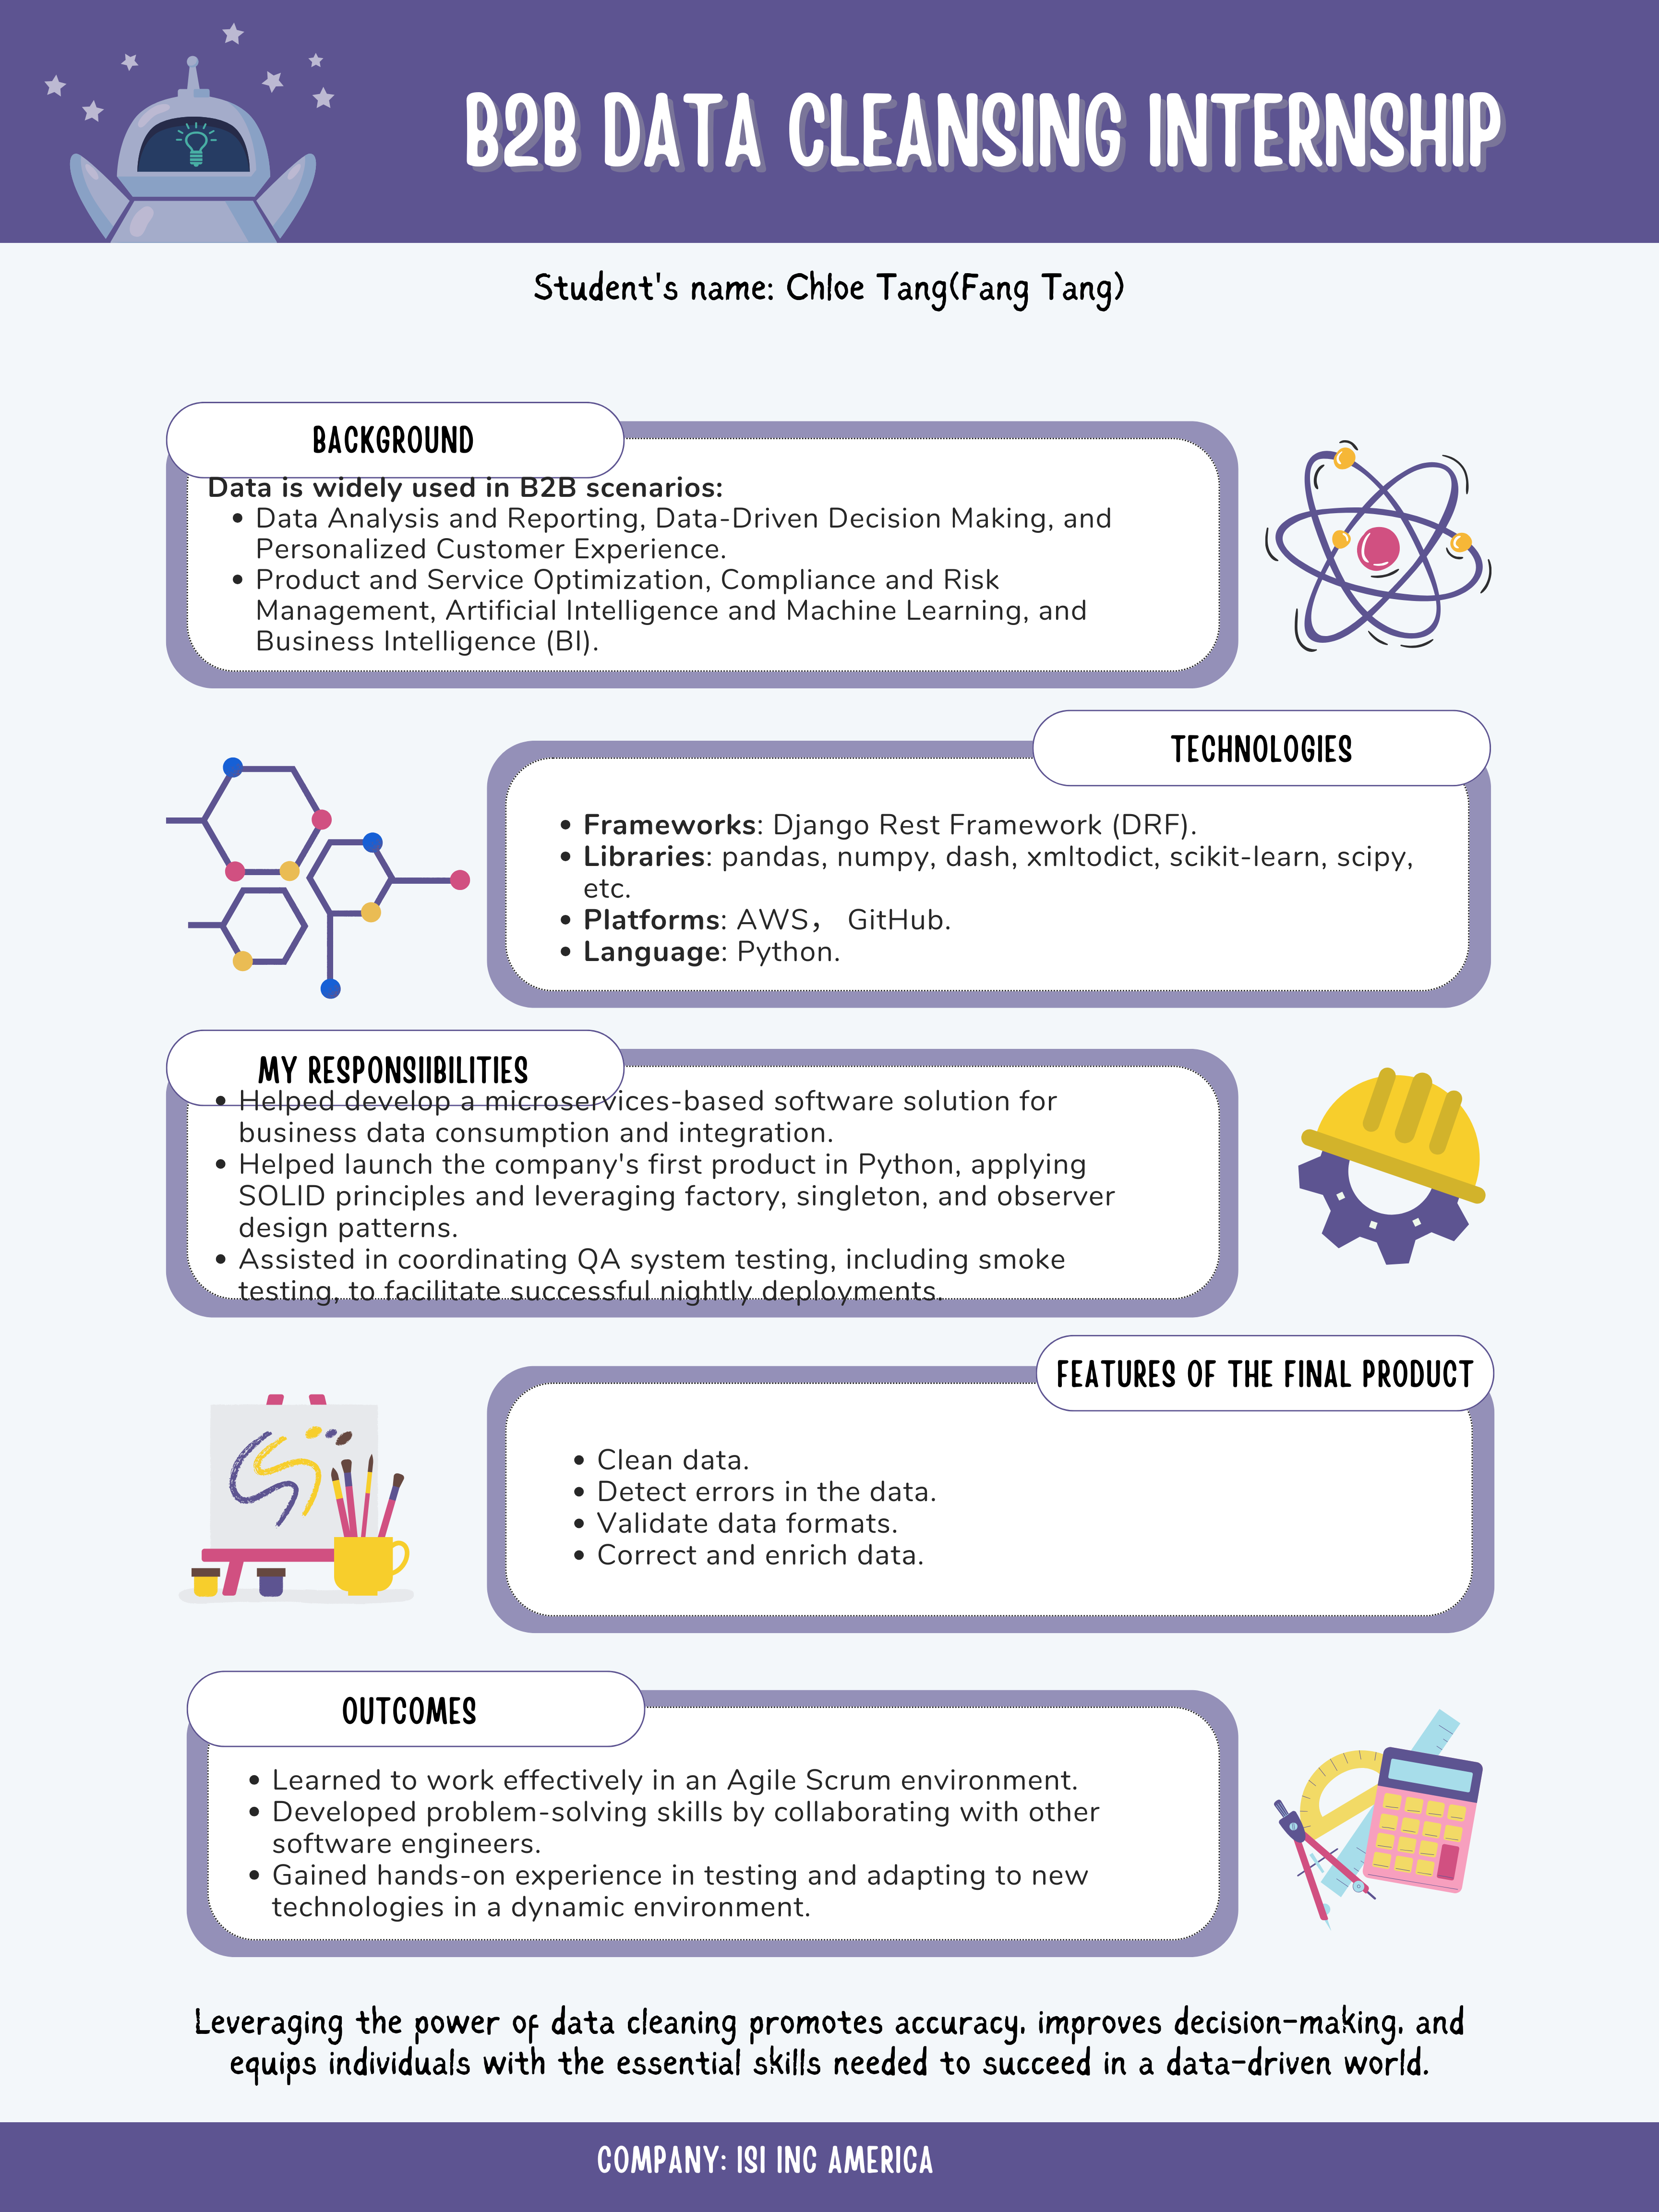 B2B DATA CLEANSING INTERNSHIP
Student's name: Chloe Tang(Fang Tang)
BACKGROUND
Data is widely used in B2B scenarios:
• Data Analysis and Reporting, Data-Driven Decision Making, and
Personalized Customer Experience.
• Product and Service Optimization, Compliance and Risk
Management, Artificial Intelligence and Machine Learning, and
Business Intelligence (BI).
TECHNOLOGIES
• Frameworks: Django Rest Framework (DRF).
• Libraries: pandas, numpy, dash, xmltodict, scikit-learn, scipy,
etc.
• Platforms: AWS， GitHub.
• Language: Python.
MY RESPONSIIBILITIES
• Helped develop a microservices-based software solution for
business data consumption and integration.
• Helped launch the company's first product in Python, applying
SOLID principles and leveraging factory, singleton, and observer
design patterns.
• Assisted in coordinating QA system testing, including smoke
testing, to facilitate successful nightly deployments.
FEATURES OF THE FINAL PRODUCT
• Clean data.
• Detect errors in the data.
• Validate data formats.
• Correct and enrich data.
OUTCOMES
• Learned to work effectively in an Agile Scrum environment.
• Developed problem-solving skills by collaborating with other
software engineers.
• Gained hands-on experience in testing and adapting to new
technologies in a dynamic environment.
Leveraging the power of data cleaning promotes accuracy, improves decision-making, and
equips individuals with the essential skills needed to succeed in a data-driven world.
COMPANY: ISI INC AMERICA